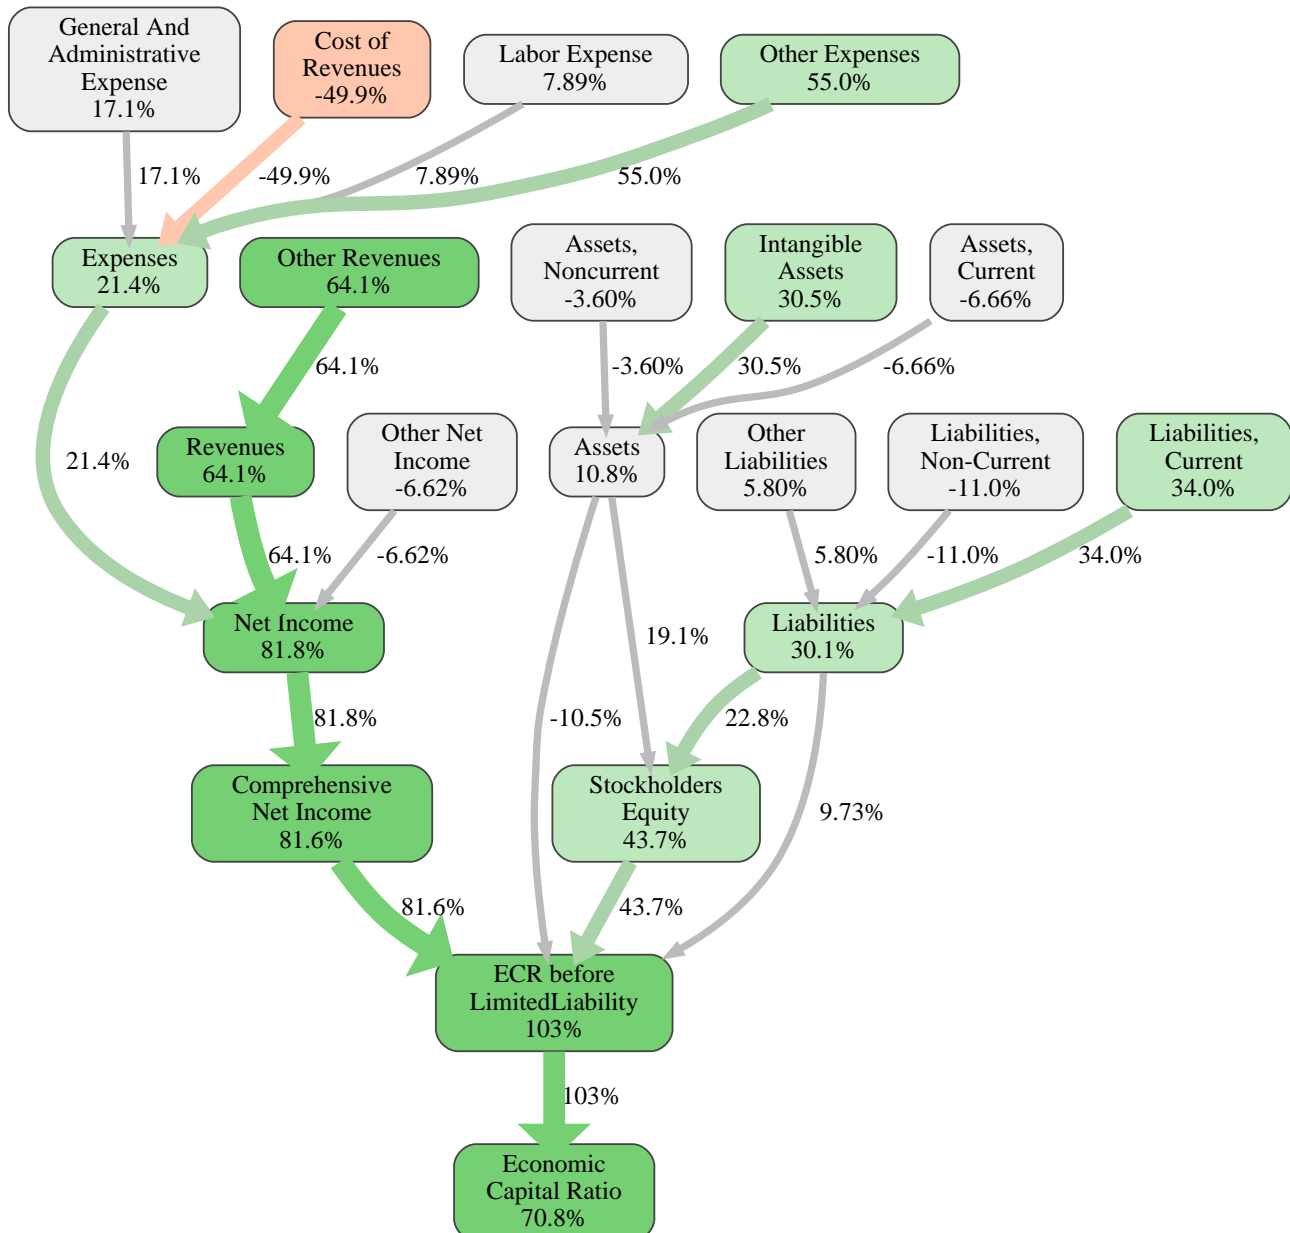 General And
Administrative
Expense
17.1%
Cost of
Revenues
-49.9%
Labor Expense
7.89%
Other Expenses
55.0%
17.1%
-49.9%
7.89%
55.0%
Expenses
21.4%
Other Revenues
64.1%
Assets,
Noncurrent
-3.60%
Intangible
Assets
30.5%
Assets,
Current
-6.66%
64.1%
-3.60%
30.5%
-6.66%
21.4%
Revenues
64.1%
Other Net
Income
-6.62%
Assets
10.8%
Other
Liabilities
5.80%
Liabilities,
Non-Current
-11.0%
Liabilities,
Current
34.0%
64.1%
-6.62%
5.80%
-11.0%
34.0%
Net Income
81.8%
19.1%
Liabilities
30.1%
81.8%
-10.5%
22.8%
Comprehensive
Net Income
81.6%
Stockholders
Equity
43.7%
9.73%
81.6%
43.7%
ECR before
LimitedLiability
103%
103%
Economic
Capital Ratio
70.8%